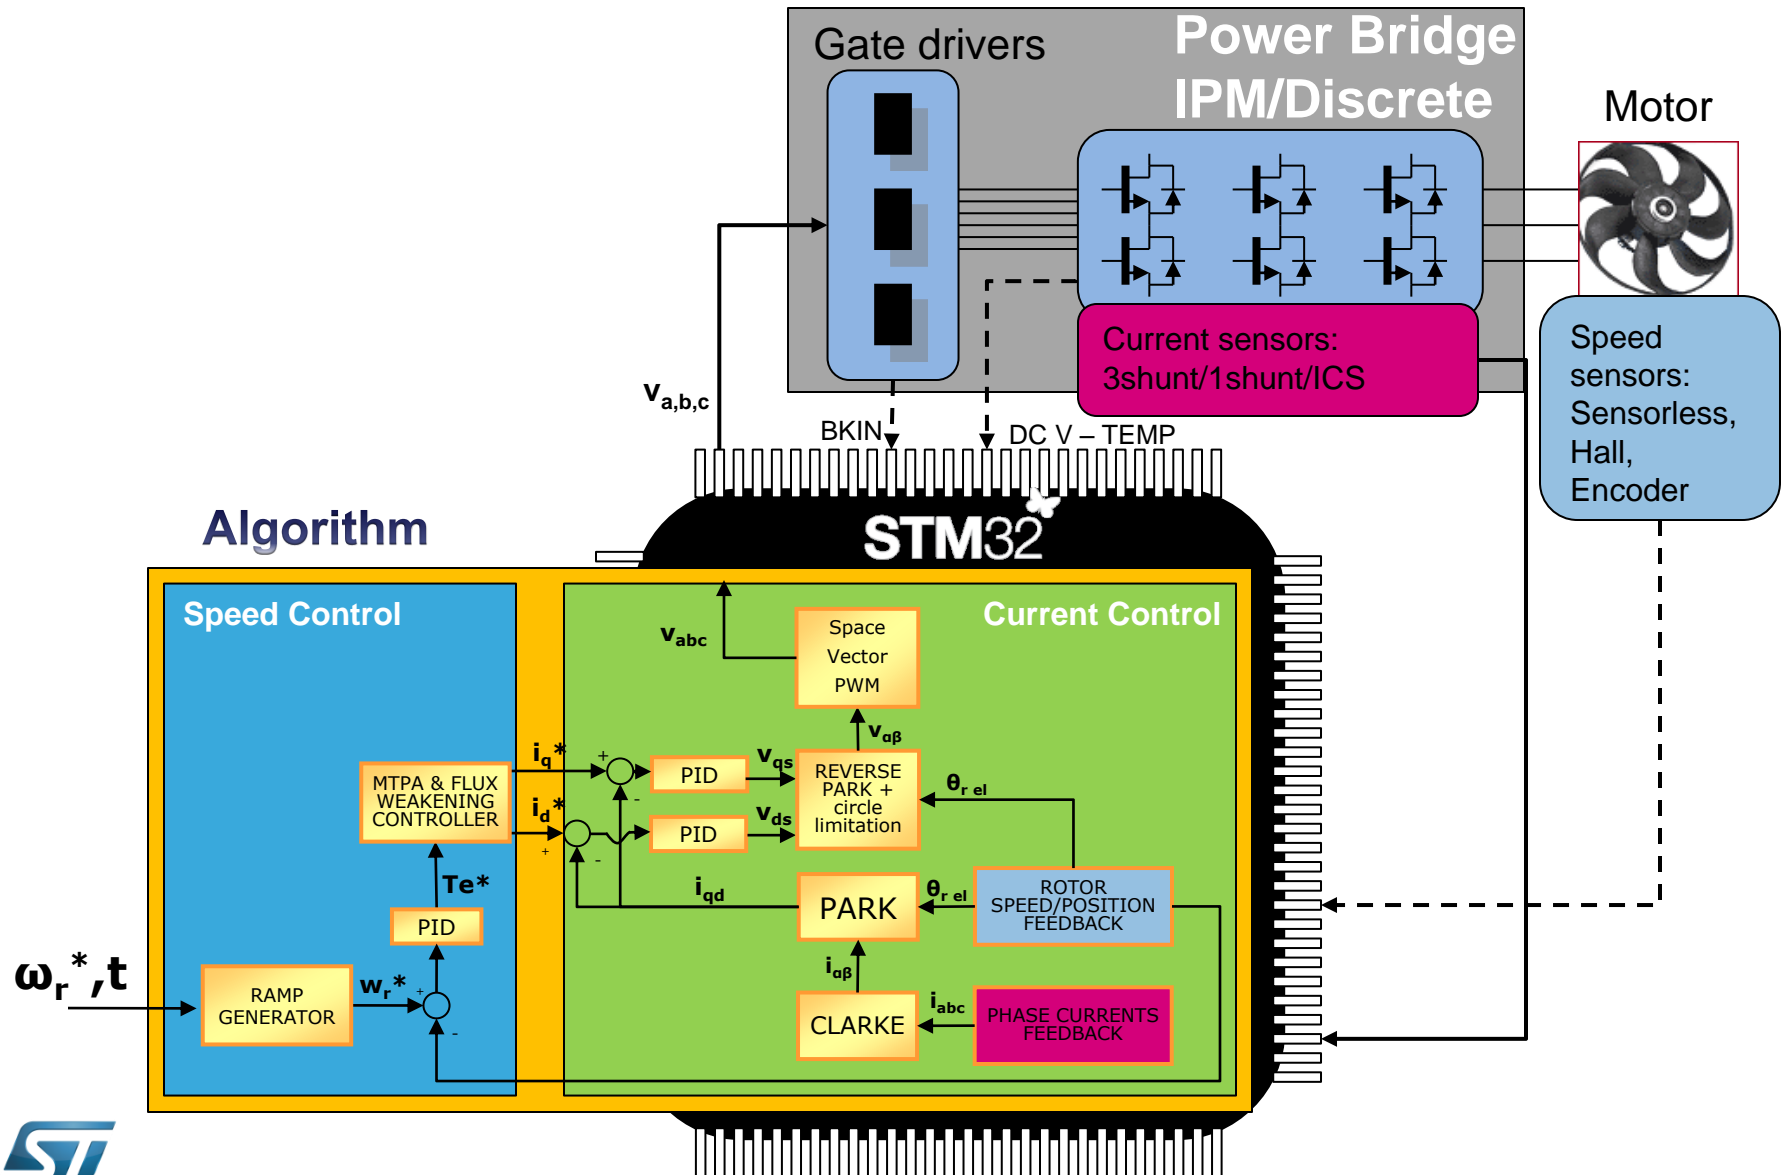 Gate drivers
Power Bridge
IPM/Discrete
Motor
Current sensors:
3shunt/1shunt/ICS
Speed
sensors:
Sensorless,
Hall,
Encoder
va,b,c
BKIN
DC V – TEMP
STM32
Algorithm
Speed Control
Current Control
vabc
Space
Vector
PWM
vαβ
iq*
+
-
PID
vqs
REVERSE
PARK +
circle
limitation
θr el
MTPA & FLUX
WEAKENING
CONTROLLER
id*
+
-
PID
vds
Te*
iqd
PARK
θr el
ROTOR
SPEED/POSITION
FEEDBACK
PID
iαβ
ωr*,t
RAMP
GENERATOR
wr*
+
-
CLARKE
iabc
PHASE CURRENTS
FEEDBACK
ST